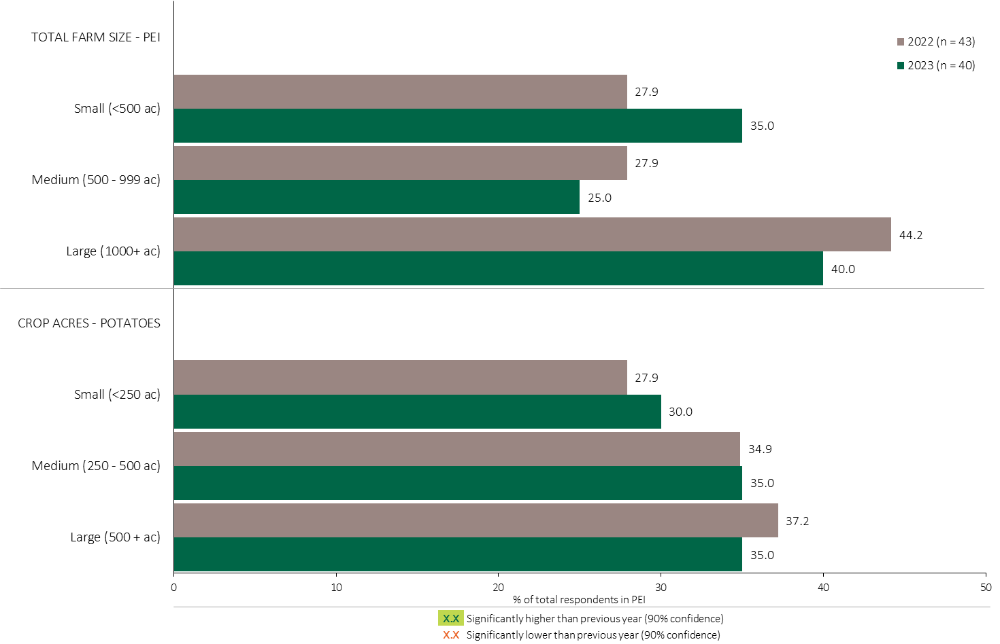 TOTAL FARM SIZE - PEI
2022 (n = 43)
2023 (n = 40)
Small (<500 ac)
27.9
35.0
Medium (500 - 999 ac)
27.9
25.0
Large (1000+ ac)
44.2
40.0
CROP ACRES - POTATOES
Small (<250 ac)
27.9
30.0
Medium (250 - 500 ac)
34.9
35.0
Large (500 + ac)
37.2
35.0
0 10 20 30 40 50
% of total respondents in PEI
X.X Significantly higher than previous year (90% confidence)
X.X Significantly lower than previous year (90% confidence)